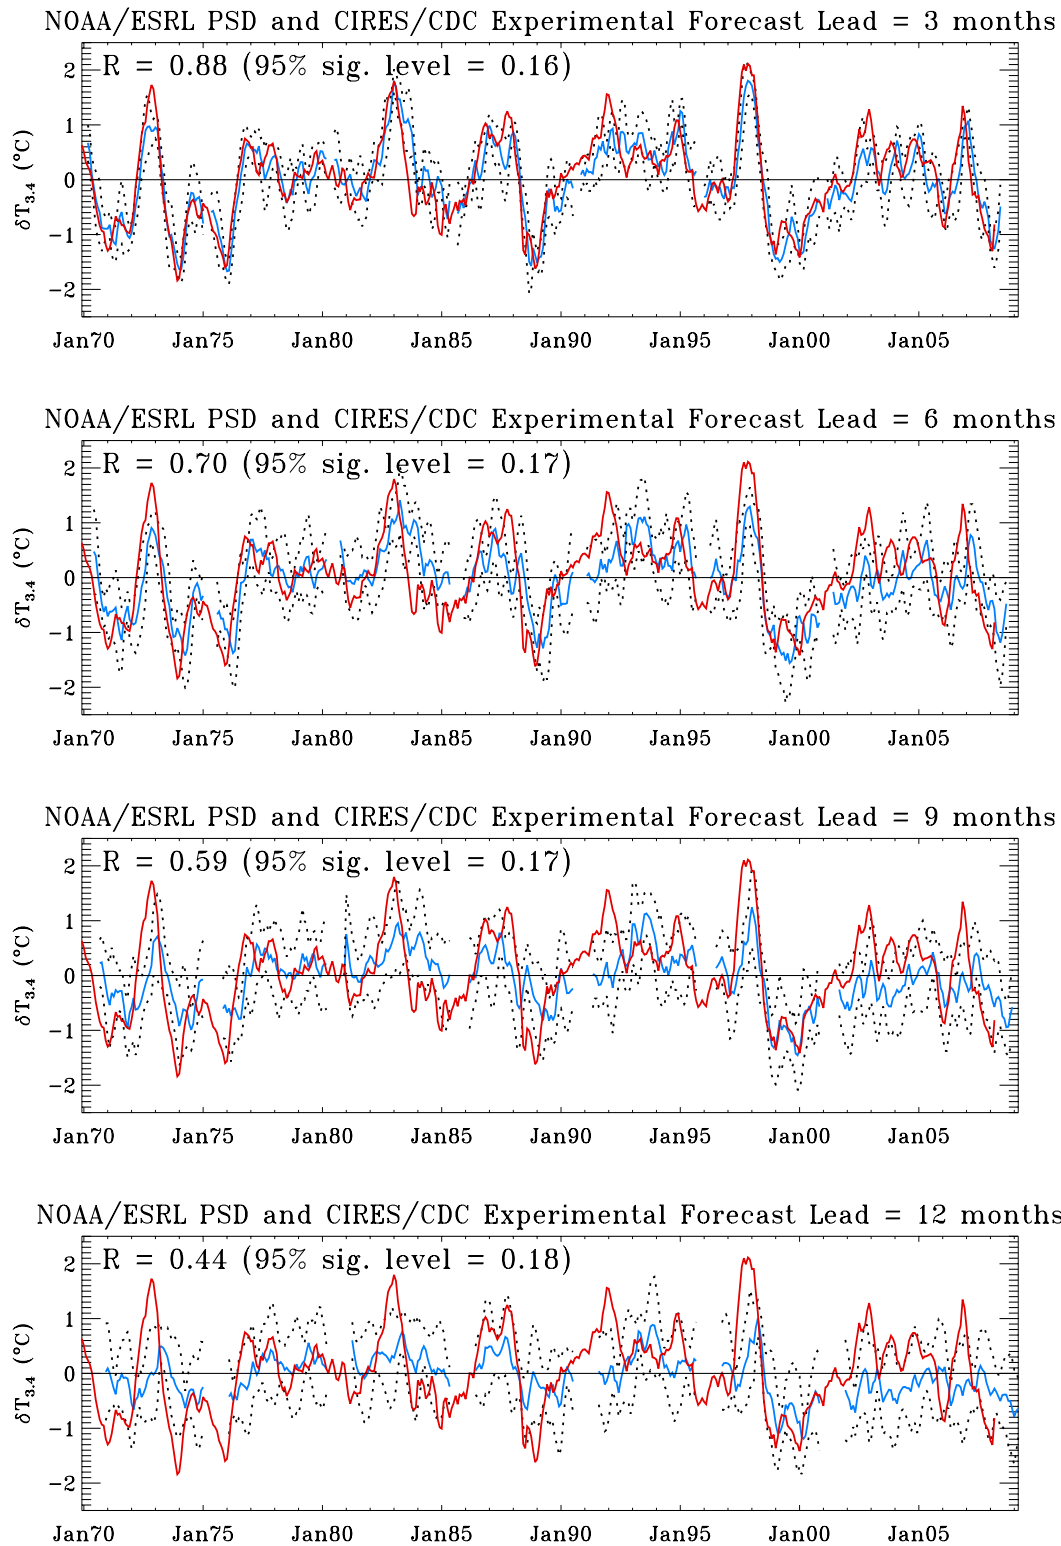 NOAA/ESRL PSD and CIRES/CDC Experimental Forecast Lead = 3 months
R = 0.88 (95% sig. level = 0.16)
δT3.4 (°C)
2
1
0
−1
−2
Jan70 Jan75 Jan80 Jan85 Jan90 Jan95 Jan00 Jan05
NOAA/ESRL PSD and CIRES/CDC Experimental Forecast Lead = 6 months
R = 0.70 (95% sig. level = 0.17)
δT3.4 (°C)
2
1
0
−1
−2
Jan70 Jan75 Jan80 Jan85 Jan90 Jan95 Jan00 Jan05
NOAA/ESRL PSD and CIRES/CDC Experimental Forecast Lead = 9 months
R = 0.59 (95% sig. level = 0.17)
δT3.4 (°C)
2
1
0
−1
−2
Jan70 Jan75 Jan80 Jan85 Jan90 Jan95 Jan00 Jan05
NOAA/ESRL PSD and CIRES/CDC Experimental Forecast Lead = 12 months
R = 0.44 (95% sig. level = 0.18)
δT3.4 (°C)
2
1
0
−1
−2
Jan70 Jan75 Jan80 Jan85 Jan90 Jan95 Jan00 Jan05